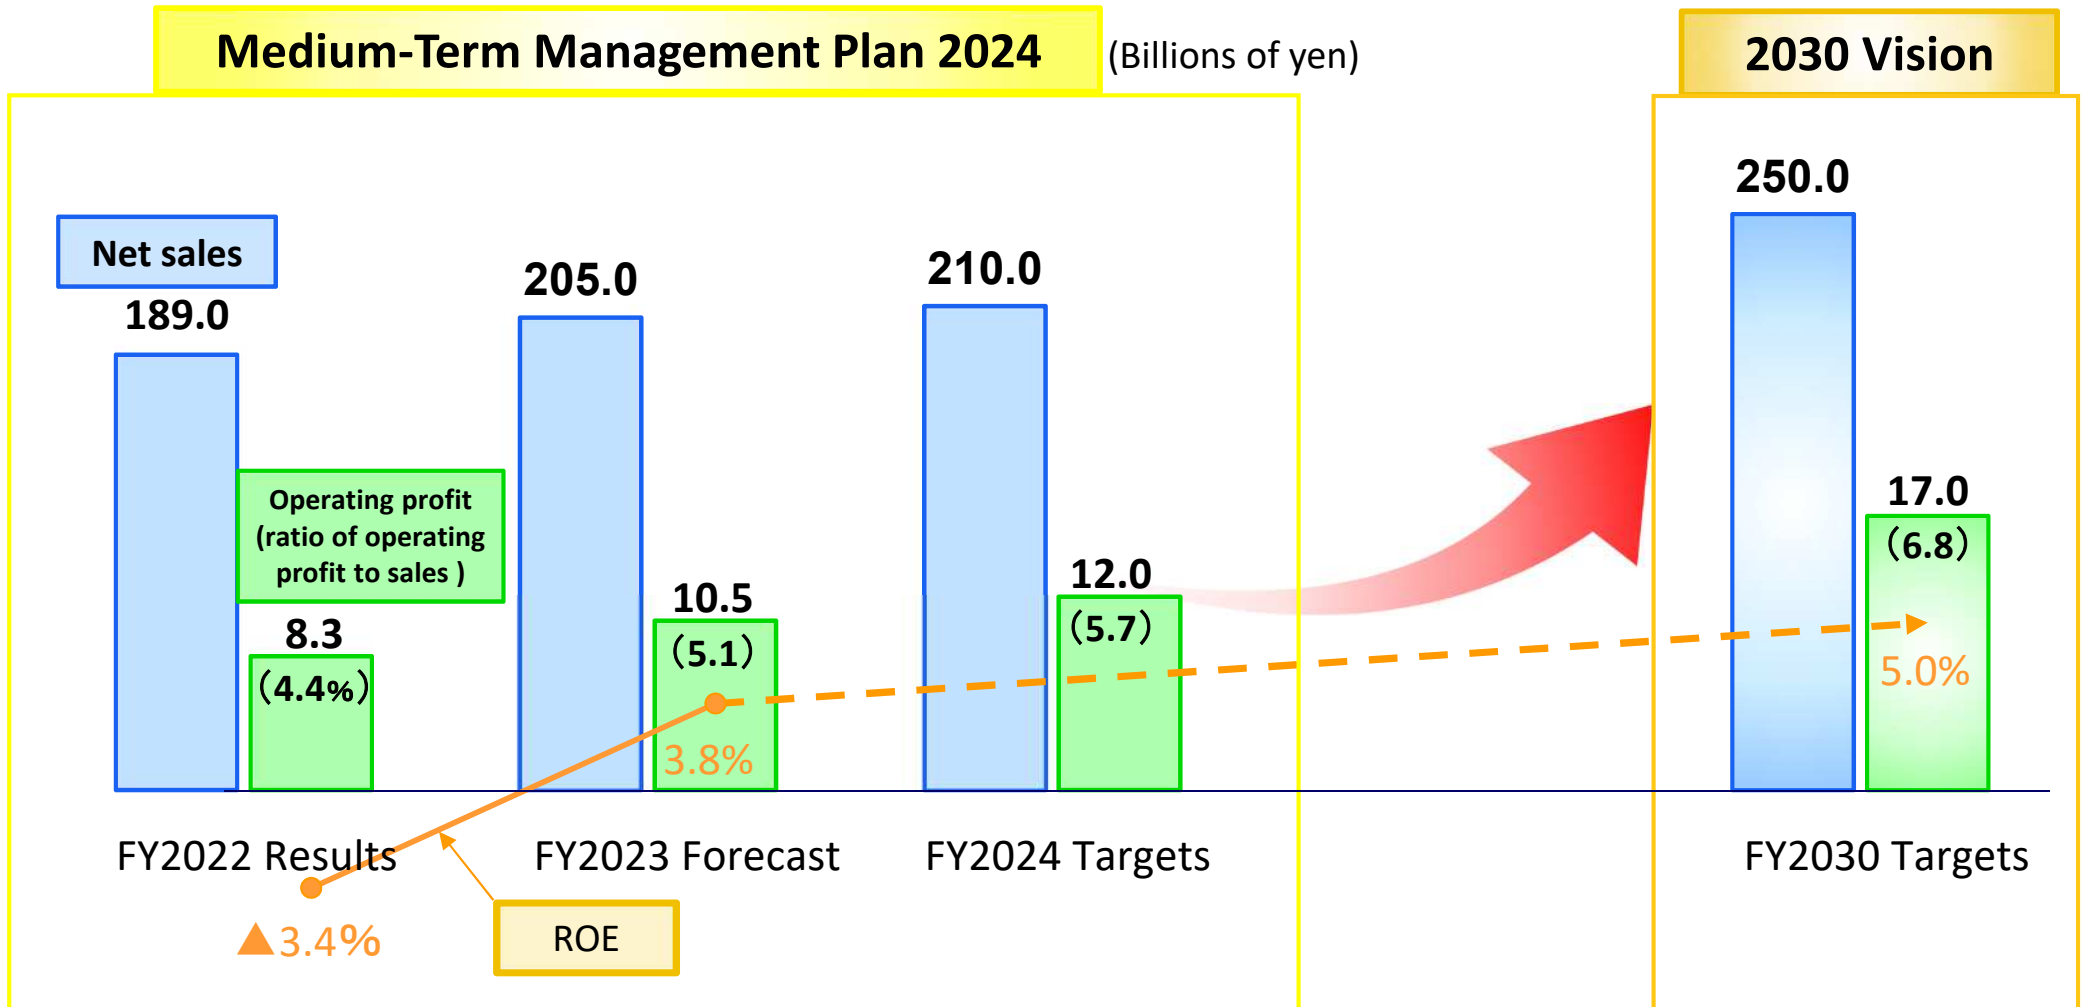 Medium-Term Management Plan 2024
(Billions of yen)
2030 Vision
Net sales
189.0
205.0
210.0
250.0
Operating profit
(ratio of operating
profit to sales )
8.3
(4.4%)
10.5
(5.1)
12.0
(5.7)
17.0
(6.8)
3.8%
5.0%
FY2022 Results
FY2023 Forecast
FY2024 Targets
FY2030 Targets
▲3.4%
ROE